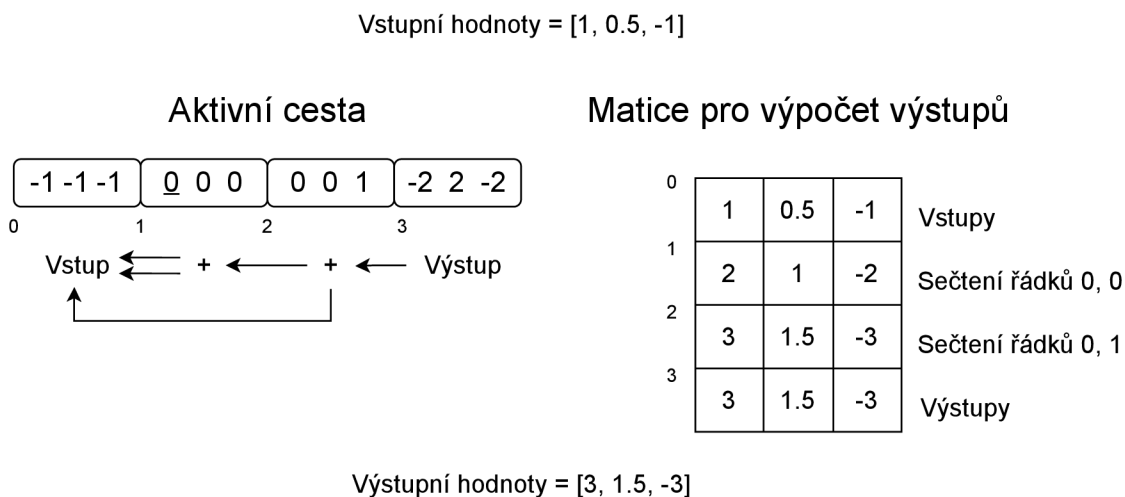 Vstupní hodnoty = [1, 0.5, -1]
Aktivní cesta
Matice pro výpočet výstupů
-1 -1 -1 0 0 0 0 0 1 -2 2 -2
0 1 2 3
Vstup + + Výstup
0
1 0.5 -1 Vstupy
1
2 1 -2 Sečtení řádků 0, 0
2
3 1.5 -3 Sečtení řádků 0, 1
3
3 1.5 -3 Výstupy
Výstupní hodnoty = [3, 1.5, -3]